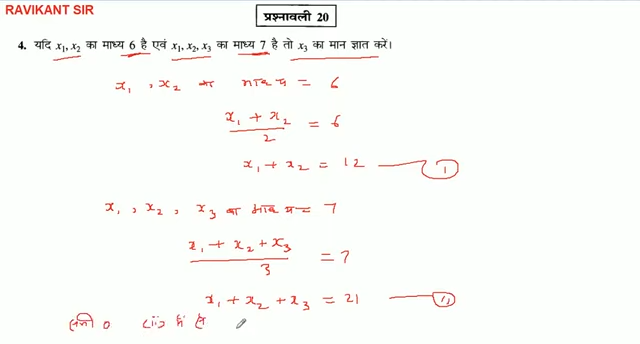 RAVIKANT SIR
प्रश्नावली 20
4. यदि x₁, x₂ का माध्य 6 है एवं x₁, x₂, x₃ का माध्य 7 है तो x₃ का मान ज्ञात करें।
x₁ , x₂ का माध्य = 6
x₁ + x₂ / 2 = 6
x₁ + x₂ = 12 — (1)
x₁ , x₂ , x₃ का माध्य = 7
x₁ + x₂ + x₃ / 3 = 7
x₁ + x₂ + x₃ = 21 — (11)
(ii) में से